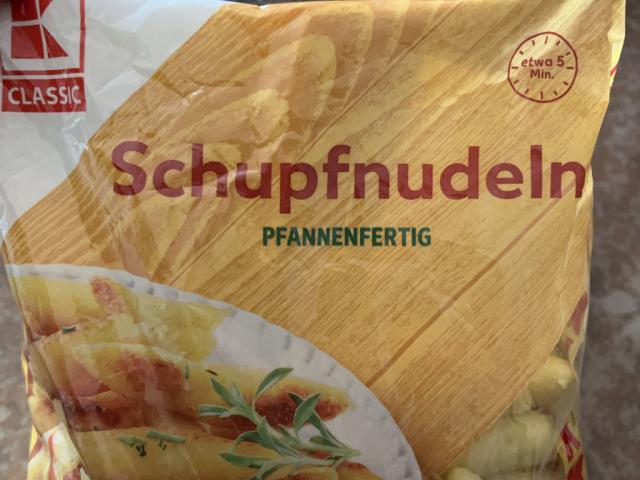 K
CLASSIC
etwa 5
Min.
Schupfnudeln
PFANNENFERTIG